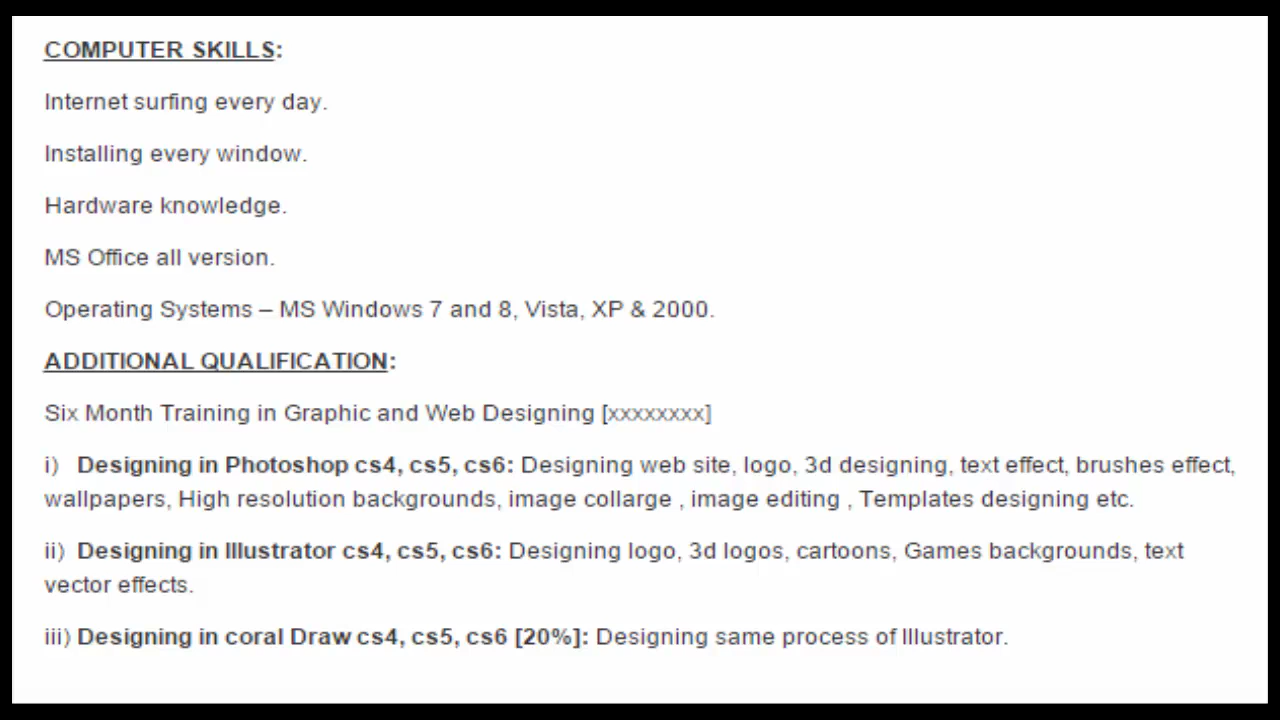 COMPUTER SKILLS:
Internet surfing every day.
Installing every window.
Hardware knowledge.
MS Office all version.
Operating Systems – MS Windows 7 and 8, Vista, XP & 2000.
ADDITIONAL QUALIFICATION:
Six Month Training in Graphic and Web Designing [xxxxxxxx]
i) Designing in Photoshop cs4, cs5, cs6: Designing web site, logo, 3d designing, text effect, brushes effect,
wallpapers, High resolution backgrounds, image collarge , image editing , Templates designing etc.
ii) Designing in Illustrator cs4, cs5, cs6: Designing logo, 3d logos, cartoons, Games backgrounds, text
vector effects.
iii) Designing in coral Draw cs4, cs5, cs6 [20%]: Designing same process of Illustrator.